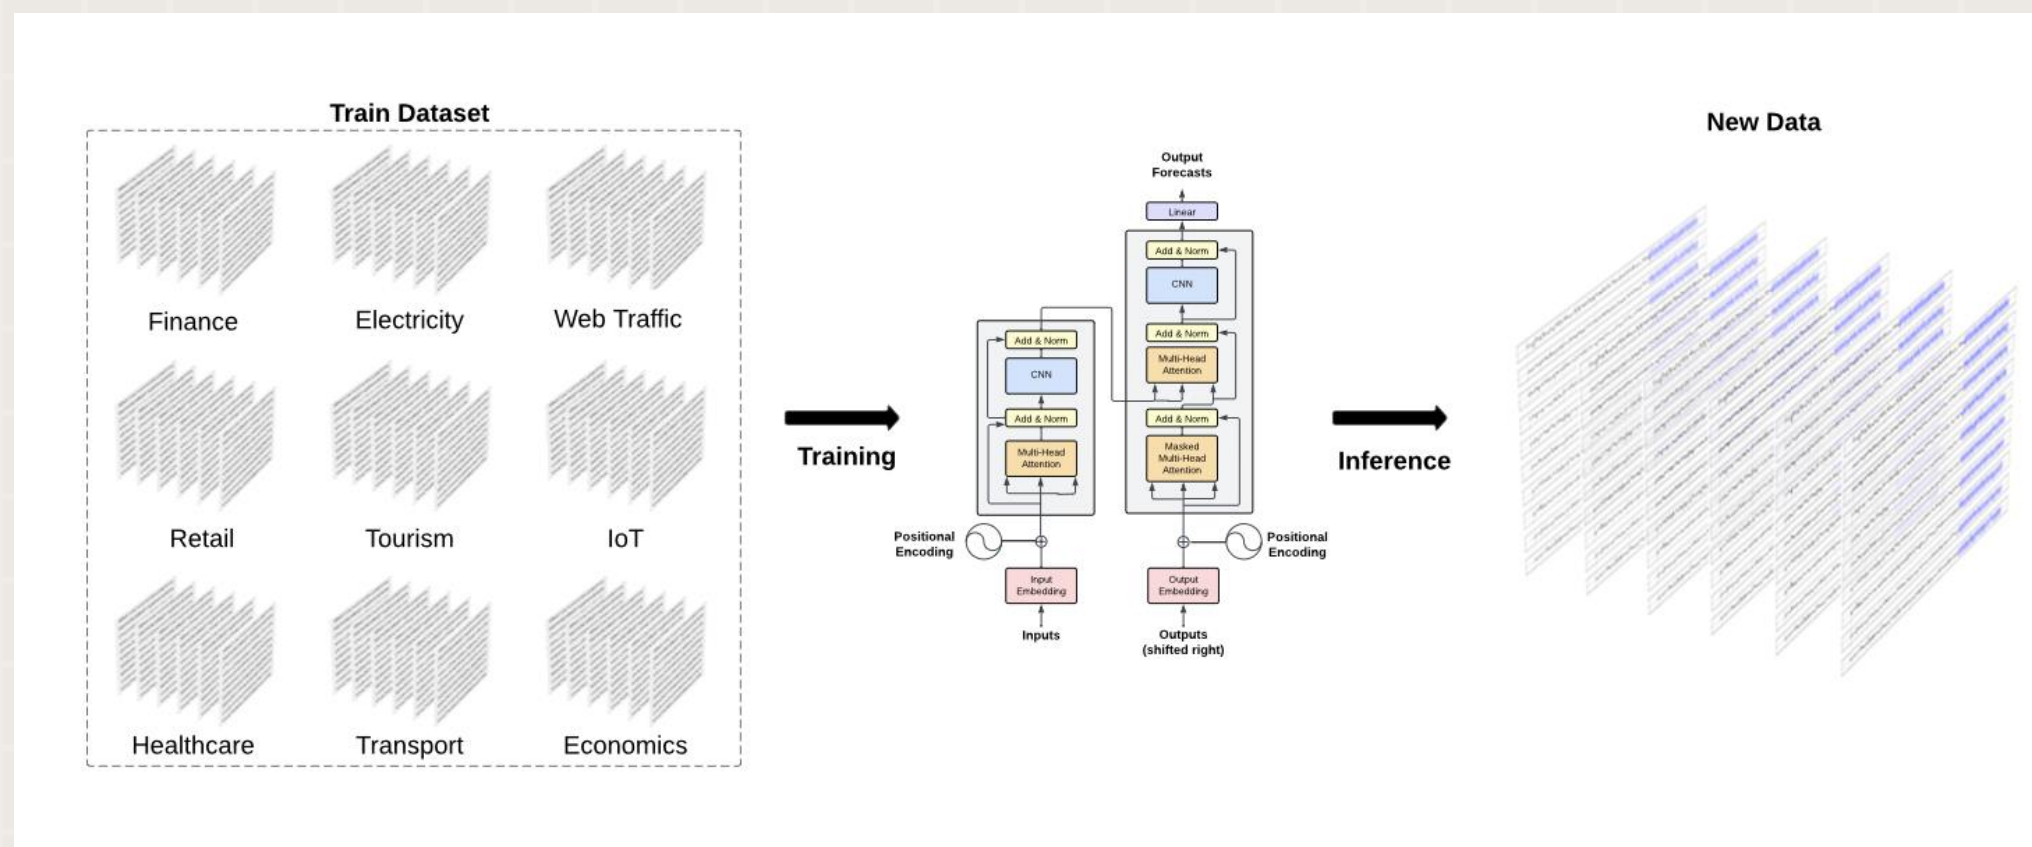 Train Dataset
Finance
Electricity
Web Traffic
Retail
Tourism
IoT
Healthcare
Transport
Economics
Training
Output
Forecasts
Linear
Add & Norm
CNN
Add & Norm
Multi-Head
Attention
Add & Norm
Masked
Multi-Head
Attention
Add & Norm
CNN
Add & Norm
Multi-Head
Attention
Positional
Encoding
Positional
Encoding
Input
Embedding
Output
Embedding
Inputs
Outputs
(shifted right)
Inference
New Data